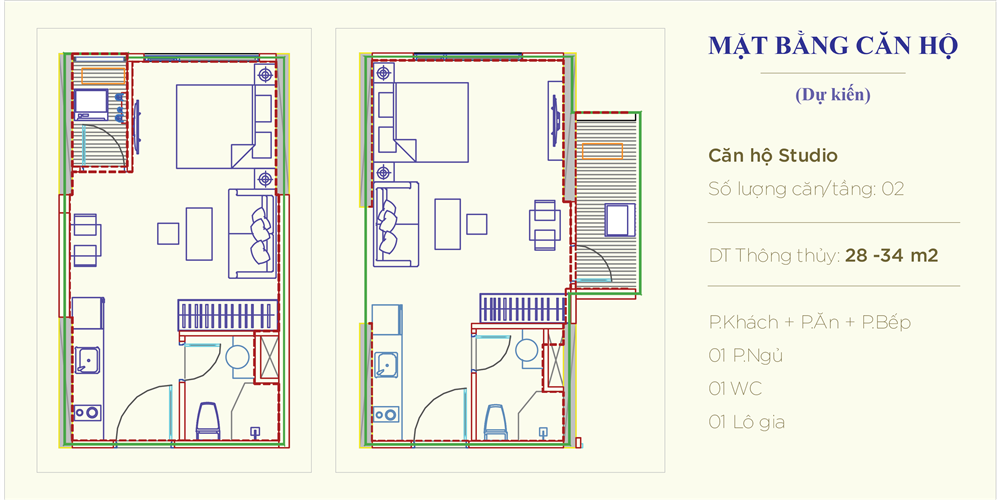 MẶT BẰNG CĂN HỘ
(Dự kiến)
Căn hộ Studio
Số lượng căn/tầng: 02
DT Thông thủy: 28 -34 m2
P.Khách + P.Ăn + P.Bếp
01 P.Ngủ
01 WC
01 Lô gia